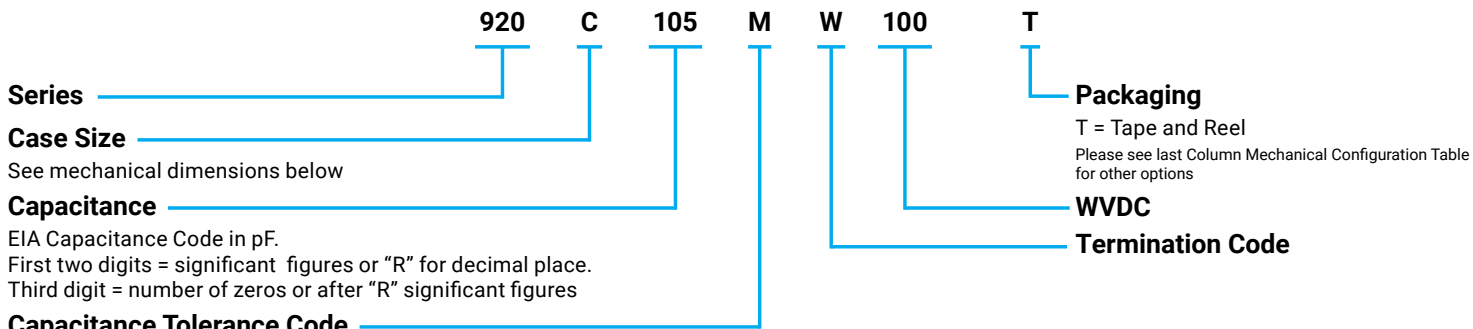 920 C 105 M W 100 T
Series
Case Size
See mechanical dimensions below
Capacitance
EIA Capacitance Code in pF.
First two digits = significant figures or “R” for decimal place.
Third digit = number of zeros or after “R” significant figures
Capacitance Tolerance Code
Packaging
T = Tape and Reel
Please see last Column Mechanical Configuration Table
for other options
WVDC
Termination Code